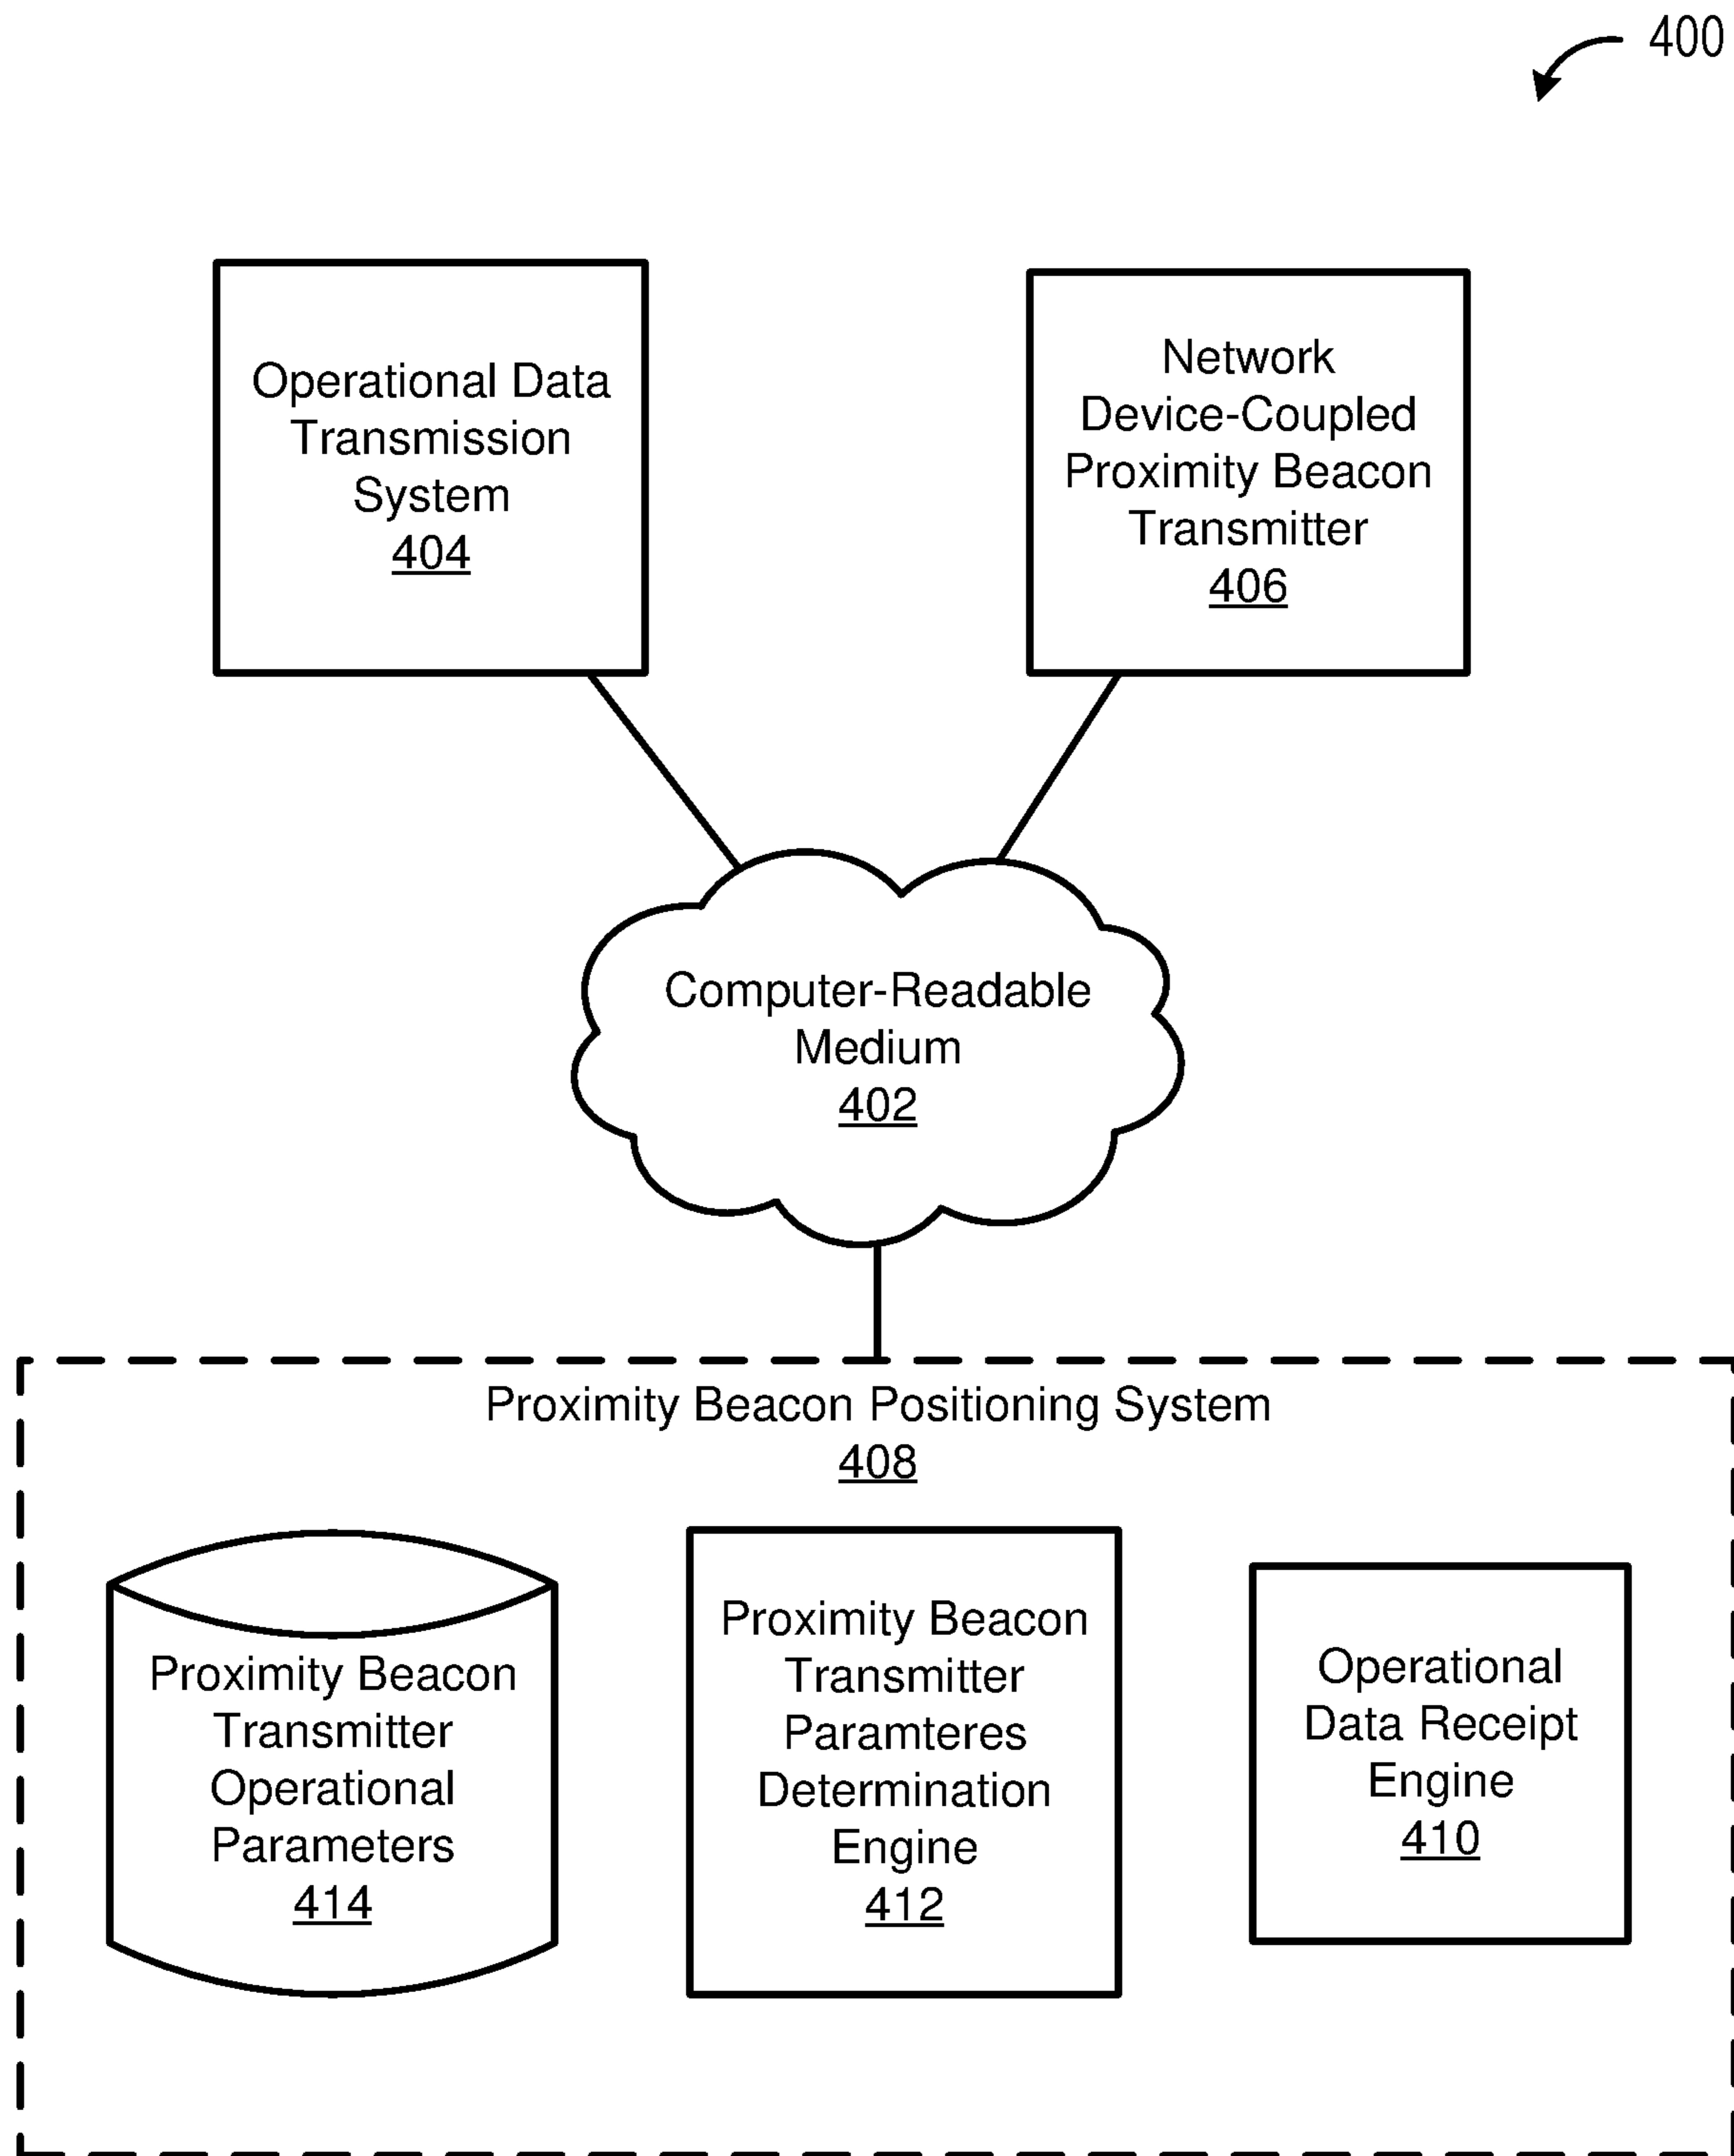 400
Operational Data
Transmission
System
404
Network
Device-Coupled
Proximity Beacon
Transmitter
406
Computer-Readable
Medium
402
Proximity Beacon Positioning System
408
Proximity Beacon
Transmitter
Operational
Parameters
414
Proximity Beacon
Transmitter
Paramteres
Determination
Engine
412
Operational
Data Receipt
Engine
410